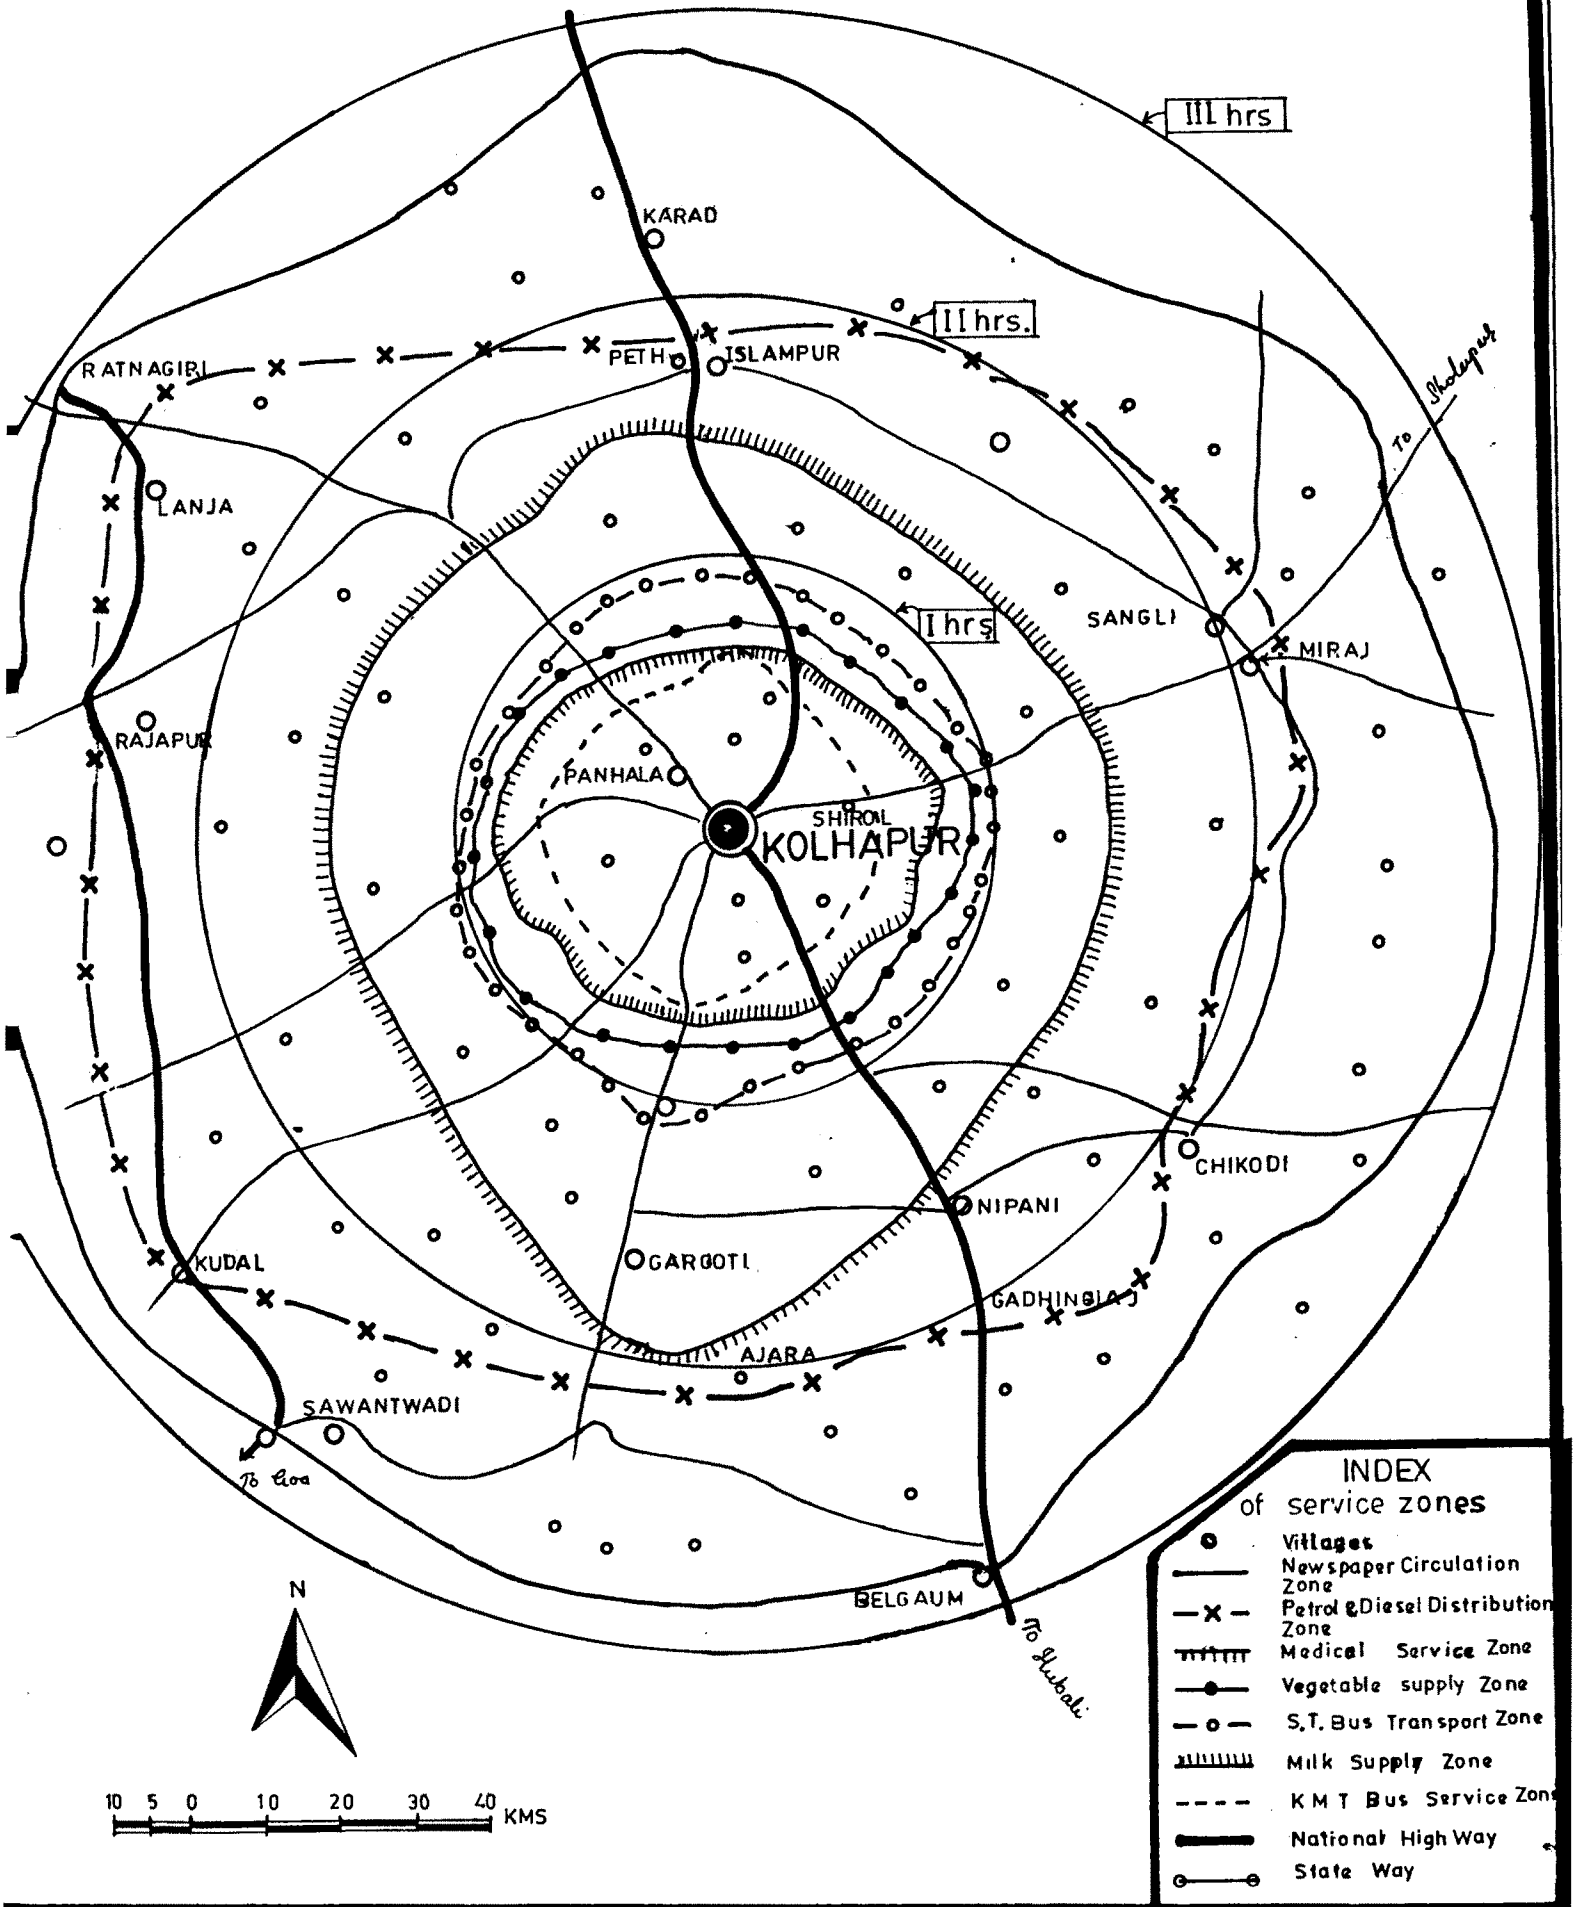 III hrs
KARAD
II hrs.
RATNAGIRI
PETH
ISLAMPUR
To Sholapur
LANJA
I hrs
SANGLI
MIRAJ
RAJAPUR
PANHALA
SHIROL
KOLHAPUR
CHIKODI
NIPANI
KUDAL
GARGOTI
GADHINGLAJ
AJARA
SAWANTWADI
To Goa
BELGAUM
To Hubali
N
10 5 0 10 20 30 40 KMS
INDEX
of service zones
Villages
Newspaper Circulation
Zone
Petrol & Diesel Distribution
Zone
Medical Service Zone
Vegetable supply Zone
S.T. Bus Transport Zone
Milk Supply Zone
KMT Bus Service Zone
National High Way
State Way